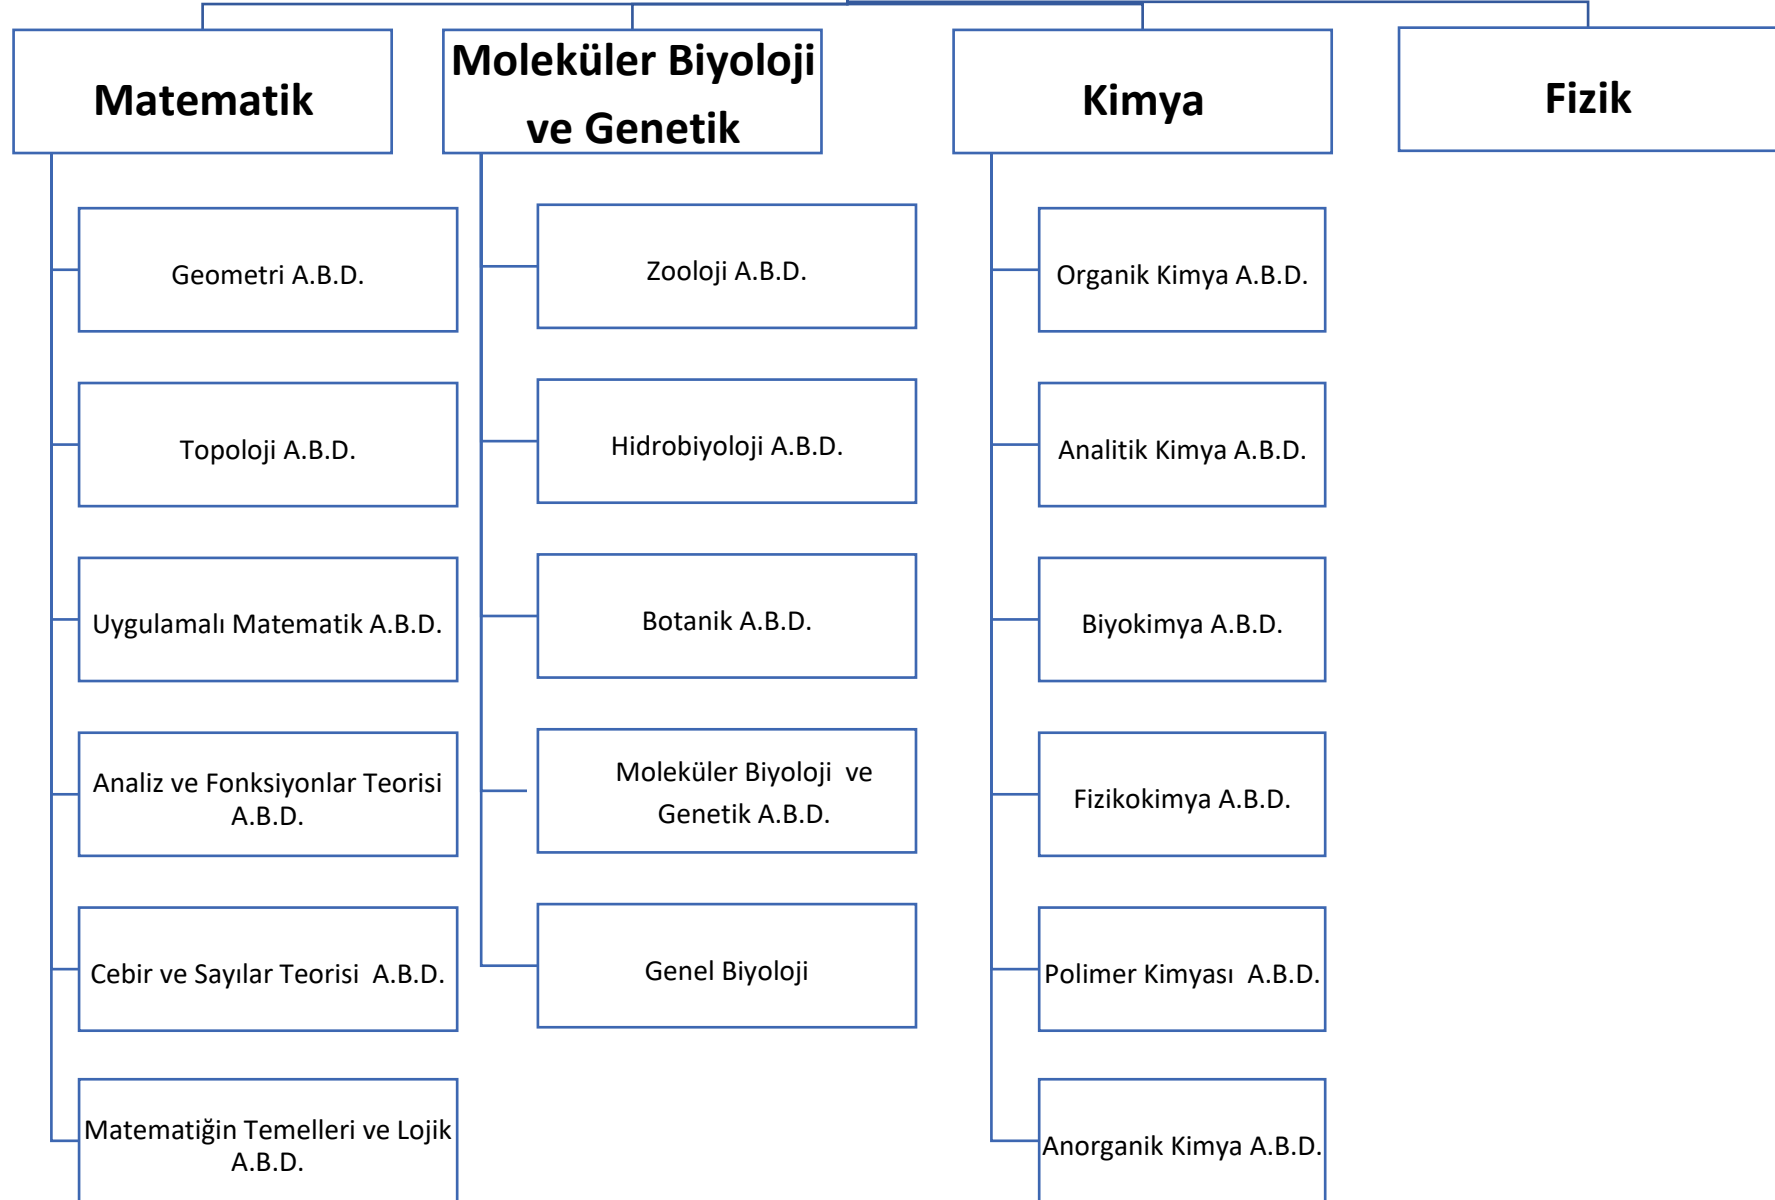 Matematik
Moleküler Biyoloji
ve Genetik
Kimya
Fizik
Geometri A.B.D.
Topoloji A.B.D.
Uygulamalı Matematik A.B.D.
Analiz ve Fonksiyonlar Teorisi
A.B.D.
Cebir ve Sayılar Teorisi  A.B.D.
Matematiğin Temelleri ve Lojik
A.B.D.
Zooloji A.B.D.
Hidrobiyoloji A.B.D.
Botanik A.B.D.
Moleküler Biyoloji  ve
Genetik A.B.D.
Genel Biyoloji
Organik Kimya A.B.D.
Analitik Kimya A.B.D.
Biyokimya A.B.D.
Fizikokimya A.B.D.
Polimer Kimyası  A.B.D.
Anorganik Kimya A.B.D.